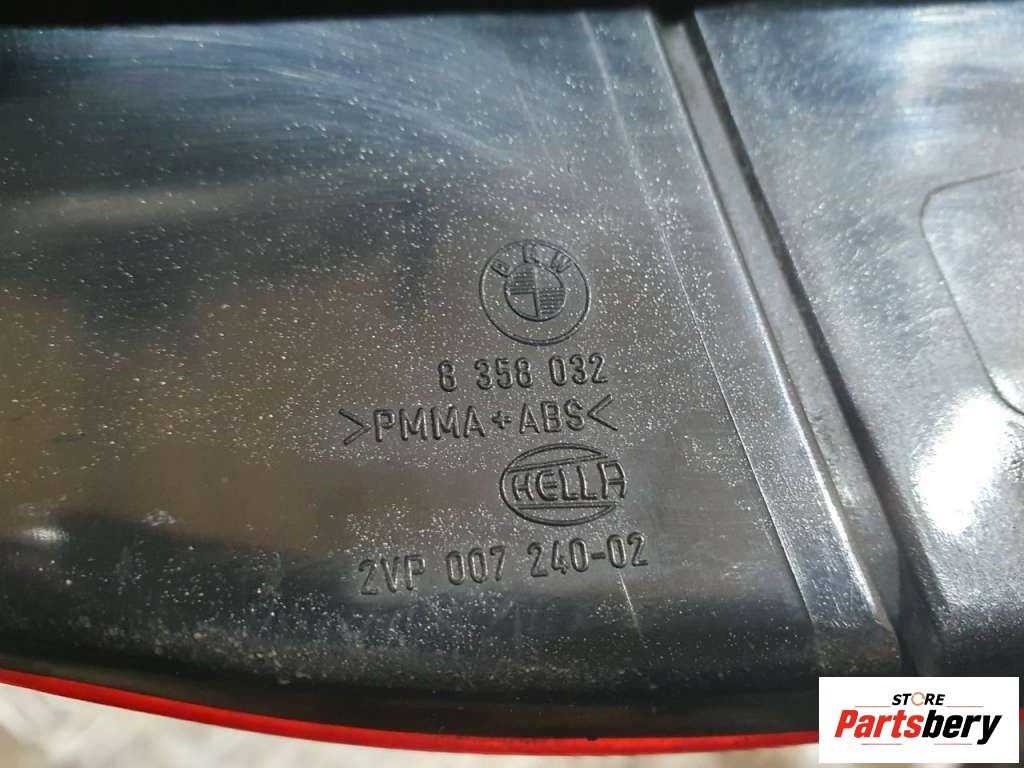 BMW
8 358 032
>PMMA+ABS<
HELLA
2VP 007 240-02
STORE
Partsbery